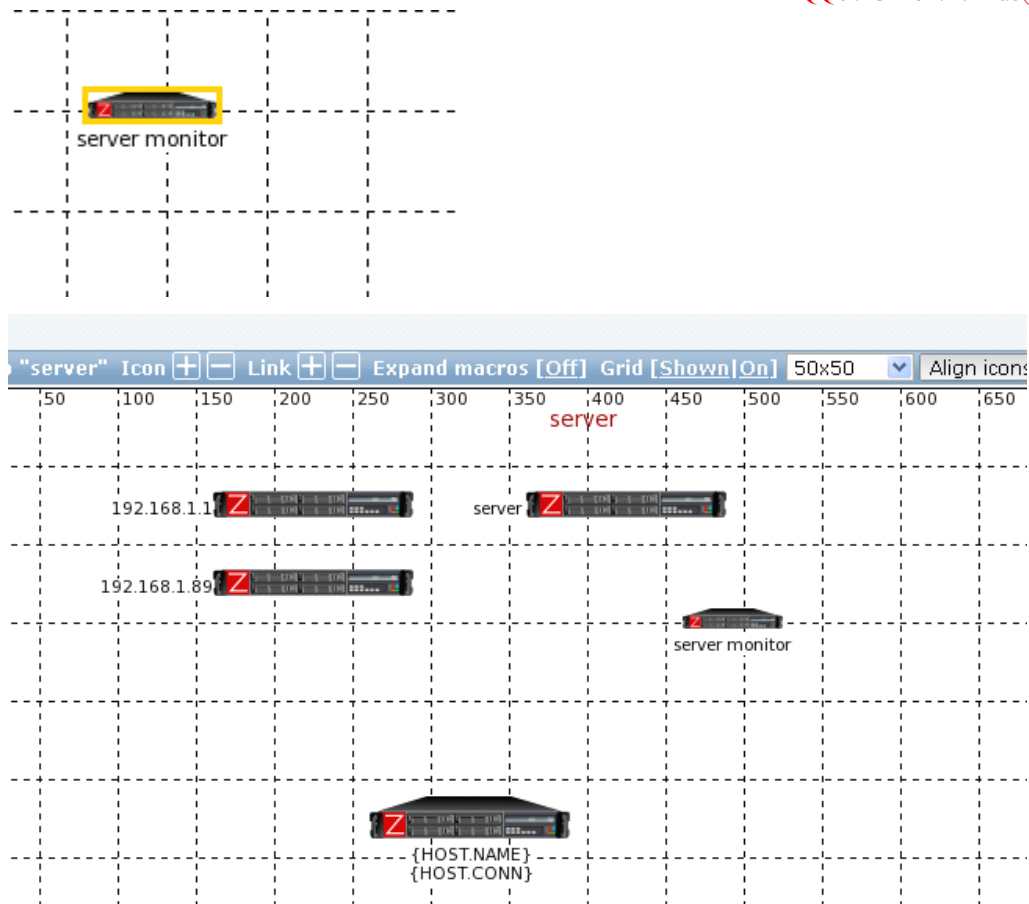 Z
server monitor
"server" Icon + − Link + − Expand macros [Off] Grid [Shown|On] 50x50 Align icons
50 100 150 200 250 300 350 400 450 500 550 600 650
server
192.168.1.1 Z server Z
192.168.1.89 Z
Z
server monitor
Z
{HOST.NAME}
{HOST.CONN}